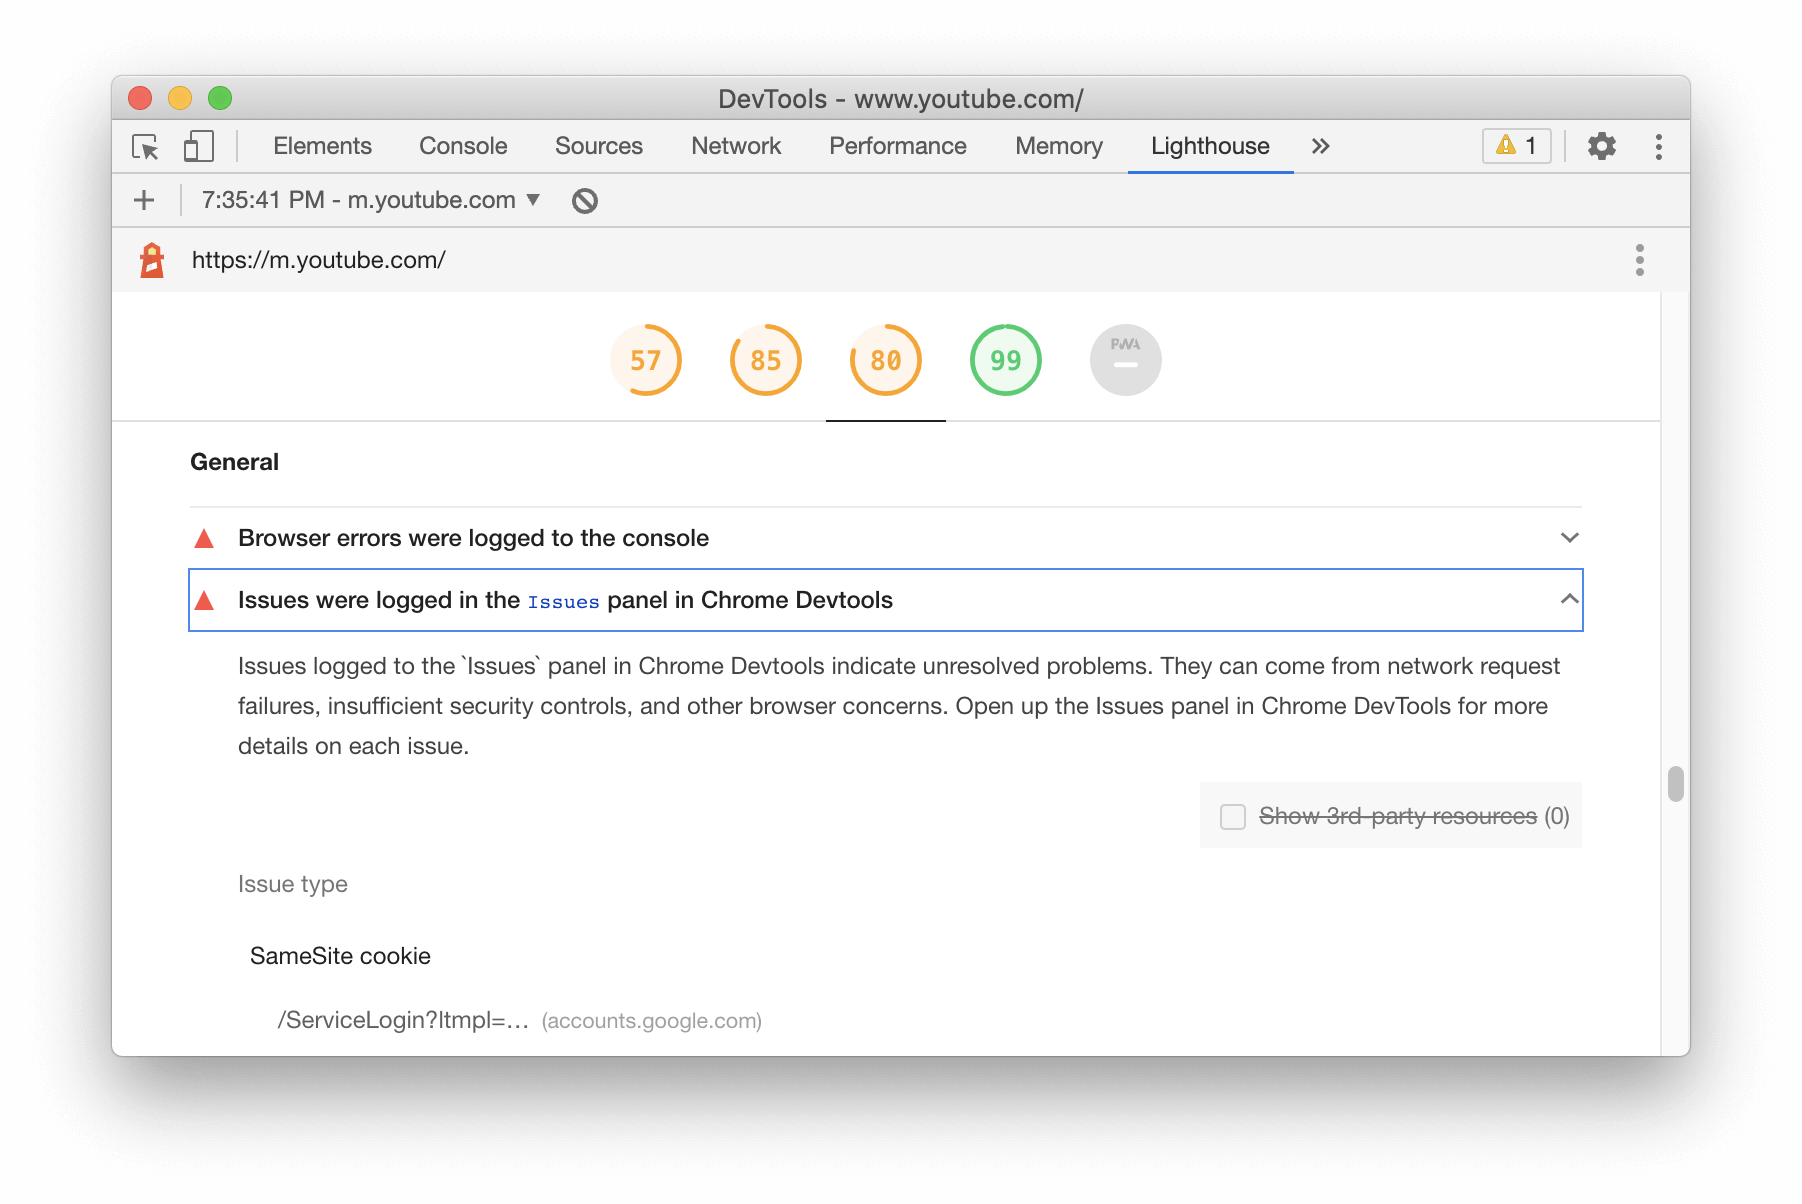 DevTools - www.youtube.com/
Elements Console Sources Network Performance Memory Lighthouse » 1
+ 7:35:41 PM - m.youtube.com ▼
https://m.youtube.com/
57 85 80 99 PWA
General
Browser errors were logged to the console
Issues were logged in the Issues panel in Chrome Devtools
Issues logged to the `Issues` panel in Chrome Devtools indicate unresolved problems. They can come from network request
failures, insufficient security controls, and other browser concerns. Open up the Issues panel in Chrome DevTools for more
details on each issue.
Show 3rd-party resources (0)
Issue type
SameSite cookie
/ServiceLogin?ltmpl=… (accounts.google.com)